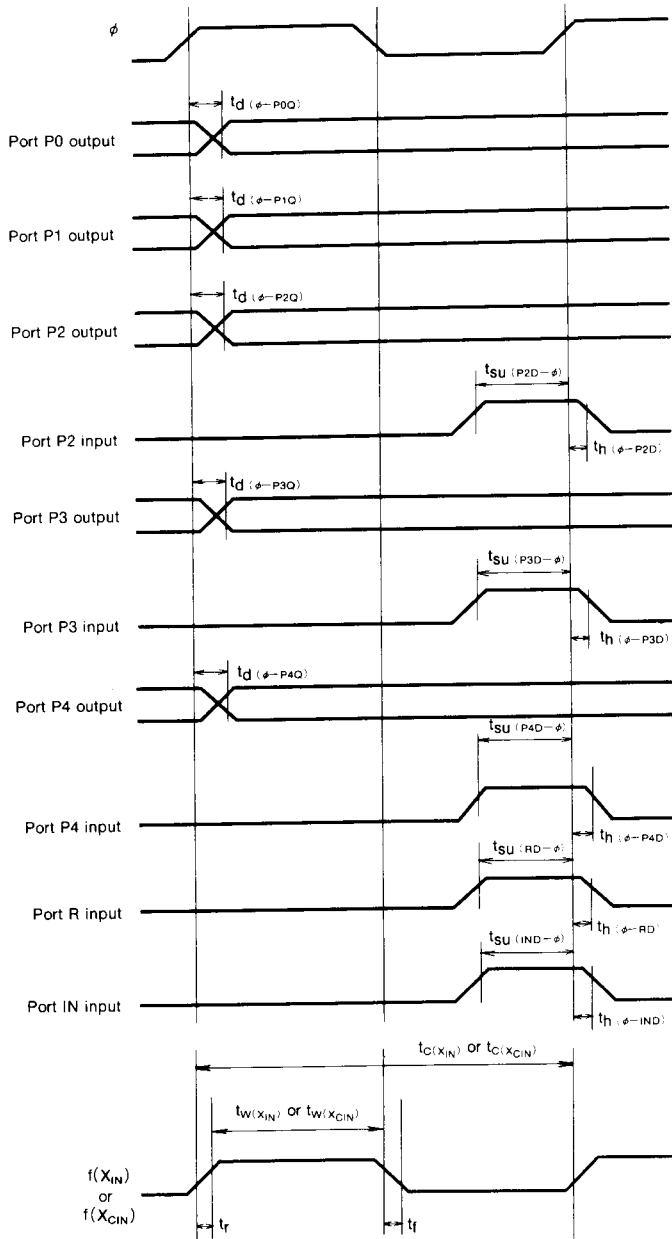 ϕ
td (ϕ−P0Q)
Port P0 output
td (ϕ−P1Q)
Port P1 output
td (ϕ−P2Q)
Port P2 output
tsu (P2D−ϕ)
Port P2 input
th (ϕ−P2D)
td (ϕ−P3Q)
Port P3 output
tsu (P3D−ϕ)
Port P3 input
th (ϕ−P3D)
td (ϕ−P4Q)
Port P4 output
tsu (P4D−ϕ)
Port P4 input
th (ϕ−P4D)
tsu (RD−ϕ)
Port R input
th (ϕ−RD)
tsu (IND−ϕ)
Port IN input
th (ϕ−IND)
tC(XIN) or tC(XCIN)
tW(XIN) or tW(XCIN)
f(XIN)
or
f(XCIN)
tr
tf